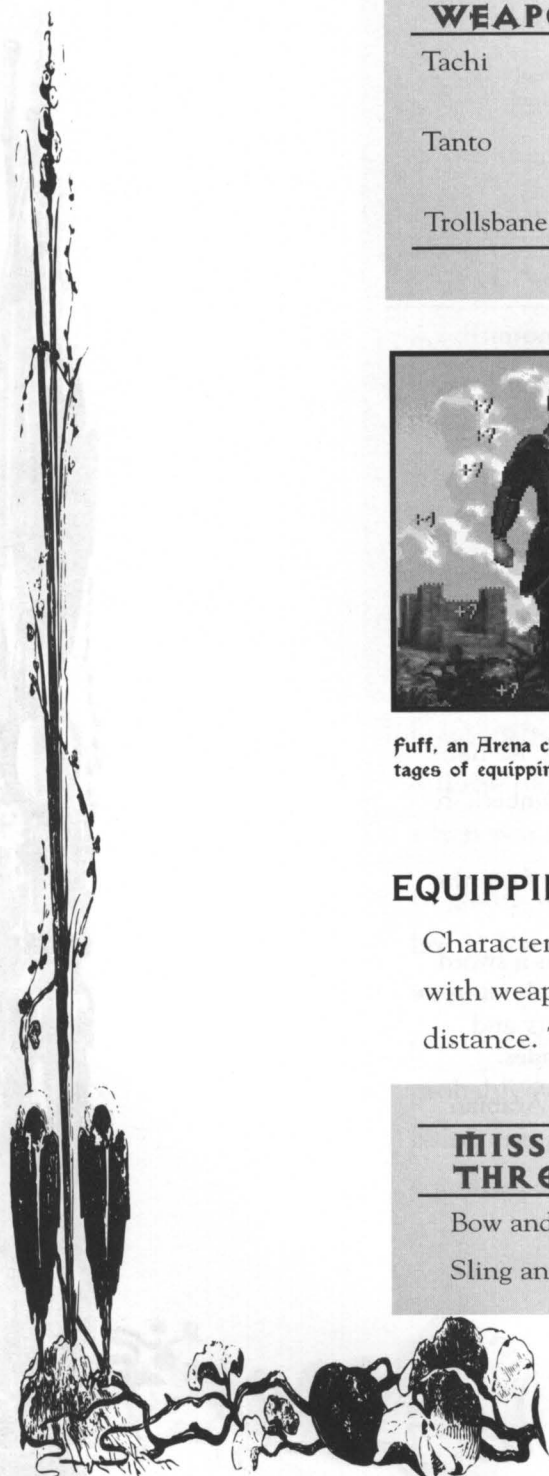 WEAPO
Tachi
Tanto
Trollsbane
+7
+7
+7
+7
+7
Fuff, an Arena c
tages of equippin
EQUIPPI
Character
with weap
distance. T
MISS
THRE
Bow and
Sling an